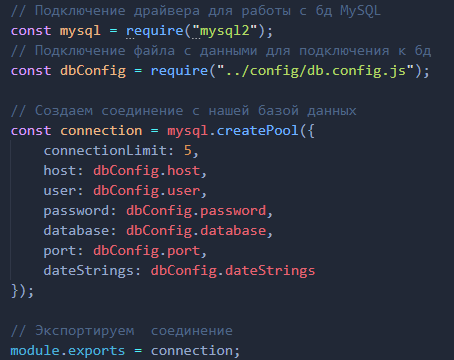 // Подключение драйвера для работы с бд MySQL
const mysql = require("mysql2");
// Подключение файла с данными для подключения к бд
const dbConfig = require("../config/db.config.js");
// Создаем соединение с нашей базой данных
const connection = mysql.createPool({
    connectionLimit: 5,
    host: dbConfig.host,
    user: dbConfig.user,
    password: dbConfig.password,
    database: dbConfig.database,
    port: dbConfig.port,
    dateStrings: dbConfig.dateStrings
});
// Экспортируем  соединение
module.exports = connection;